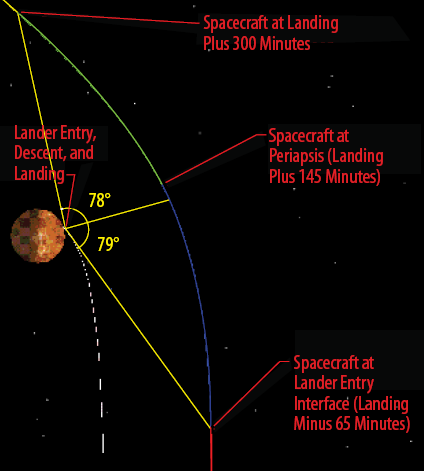 Spacecraft at Landing
Plus 300 Minutes
Lander Entry,
Descent, and
Landing
Spacecraft at
Periapsis (Landing
Plus 145 Minutes)
78°
79°
Spacecraft at
Lander Entry
Interface (Landing
Minus 65 Minutes)